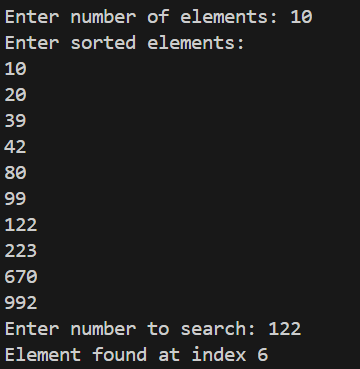 Enter number of elements: 10
Enter sorted elements:
10
20
39
42
80
99
122
223
670
992
Enter number to search: 122
Element found at index 6